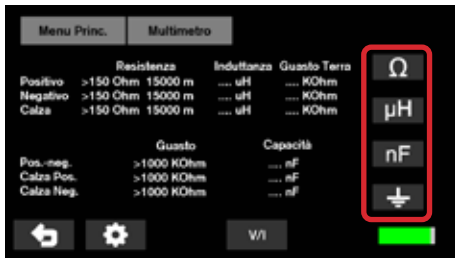 Menu Princ. Multimetro
Resistenza Induttanza Guasto Terra
Positivo >150 Ohm 15000 m .... uH .... KOhm
Negativo >150 Ohm 15000 m .... uH .... KOhm
Calza >150 Ohm 15000 m .... uH .... KOhm
Guasto Capacità
Pos.-neg. >1000 KOhm .... nF
Calza Pos. >1000 KOhm .... nF
Calza Neg. >1000 KOhm .... nF
Ω
µH
nF
V/I